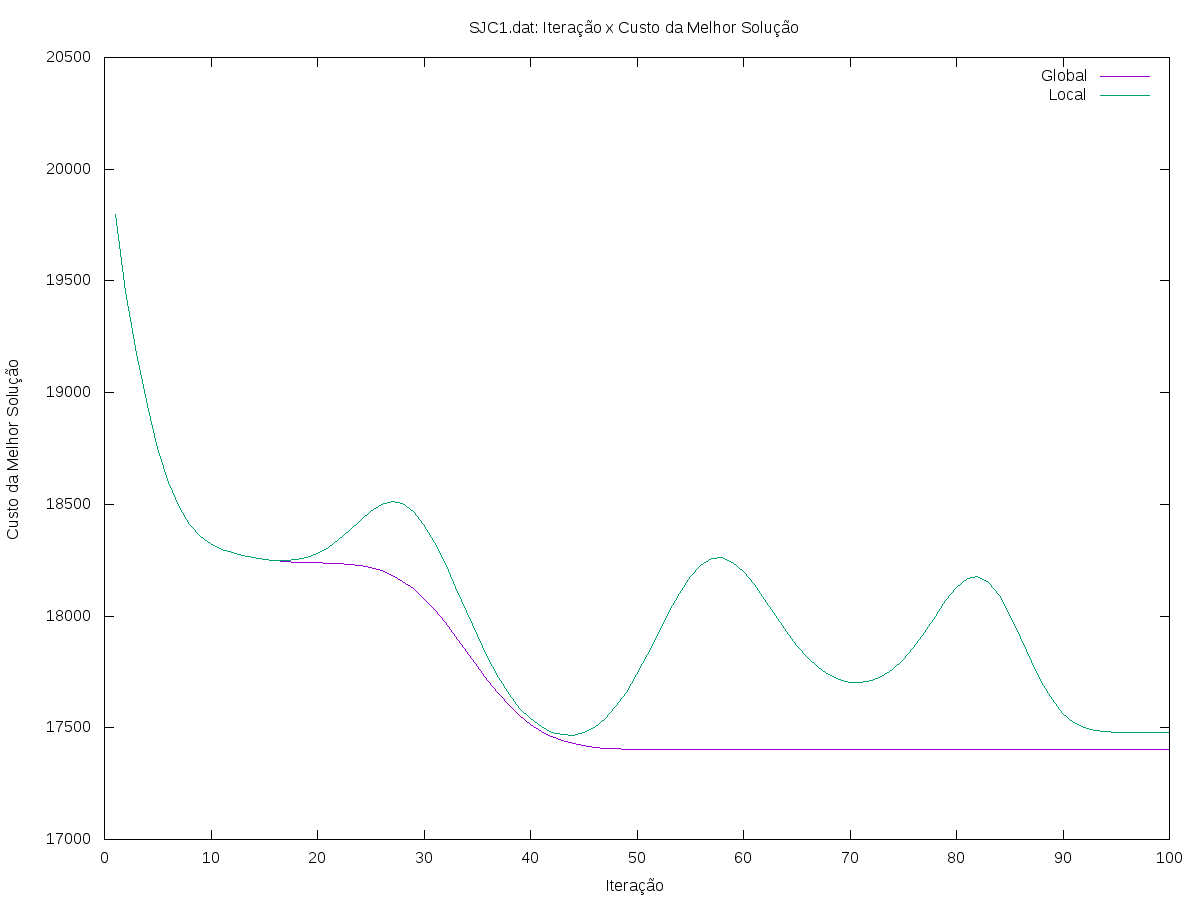 SJC1.dat: Iteração x Custo da Melhor Solução
Global
Local
Custo da Melhor Solução
20500
20000
19500
19000
18500
18000
17500
17000
0 10 20 30 40 50 60 70 80 90 100
Iteração